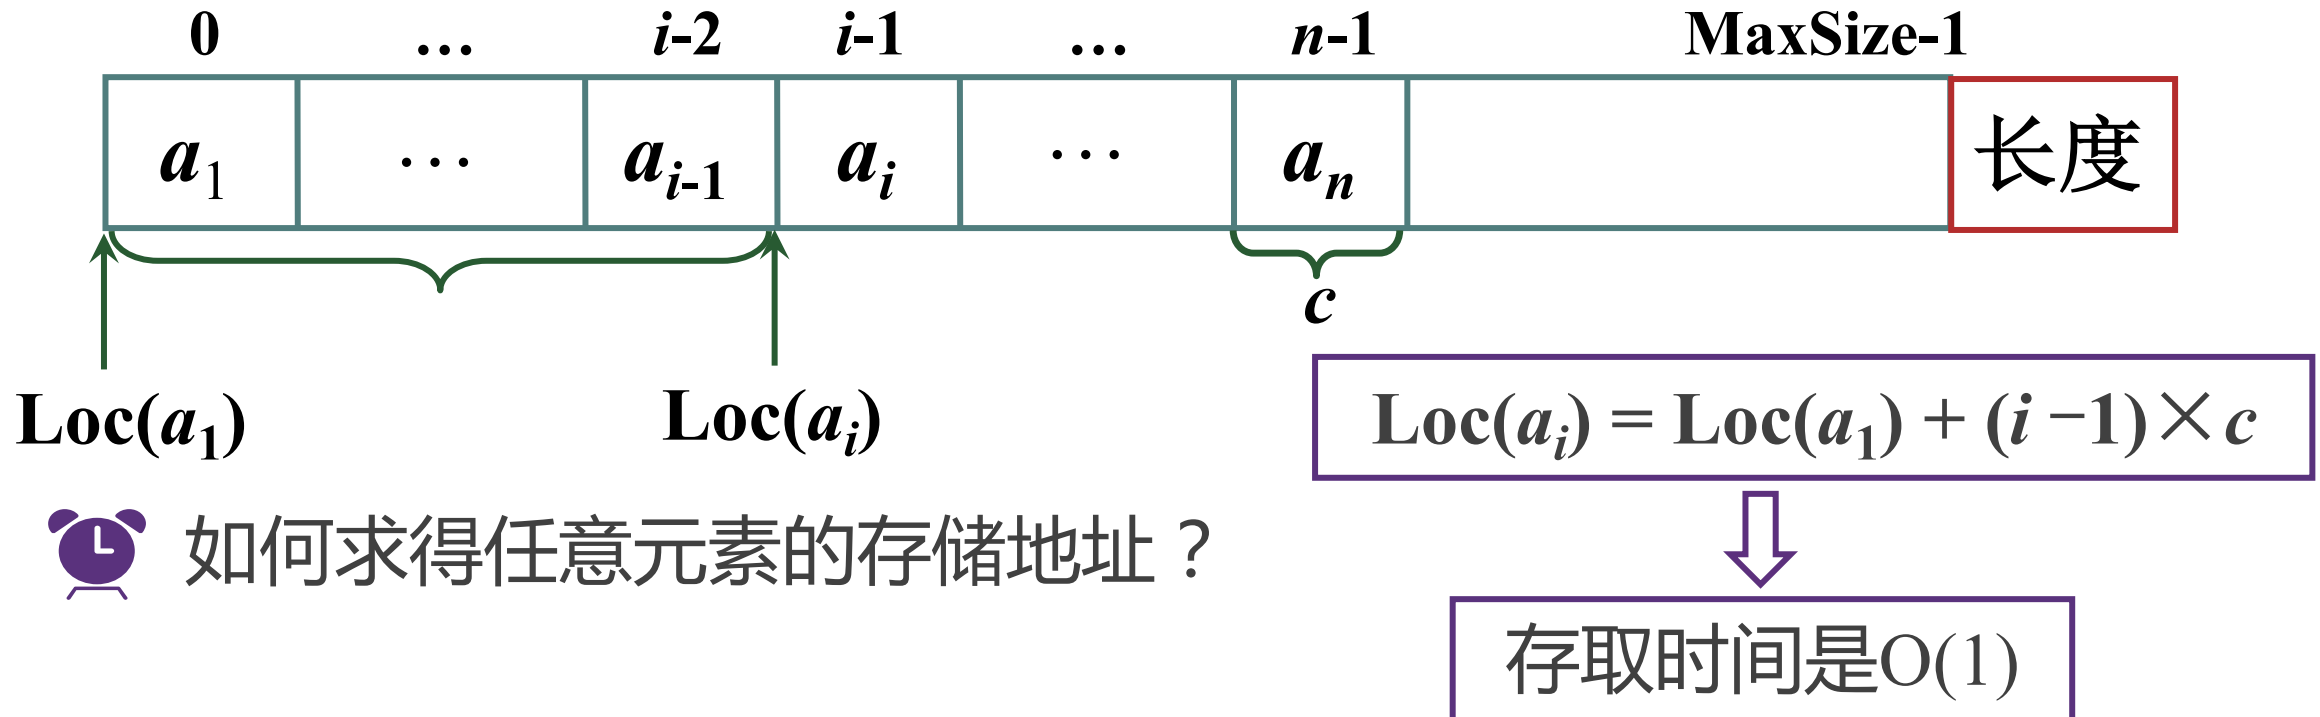 0 … i-2 i-1 … n-1 MaxSize-1
a1 … ai-1 ai … an 长度
c
Loc(a1) Loc(ai) Loc(ai) = Loc(a1) + (i −1)×c
如何求得任意元素的存储地址？
存取时间是O(1)